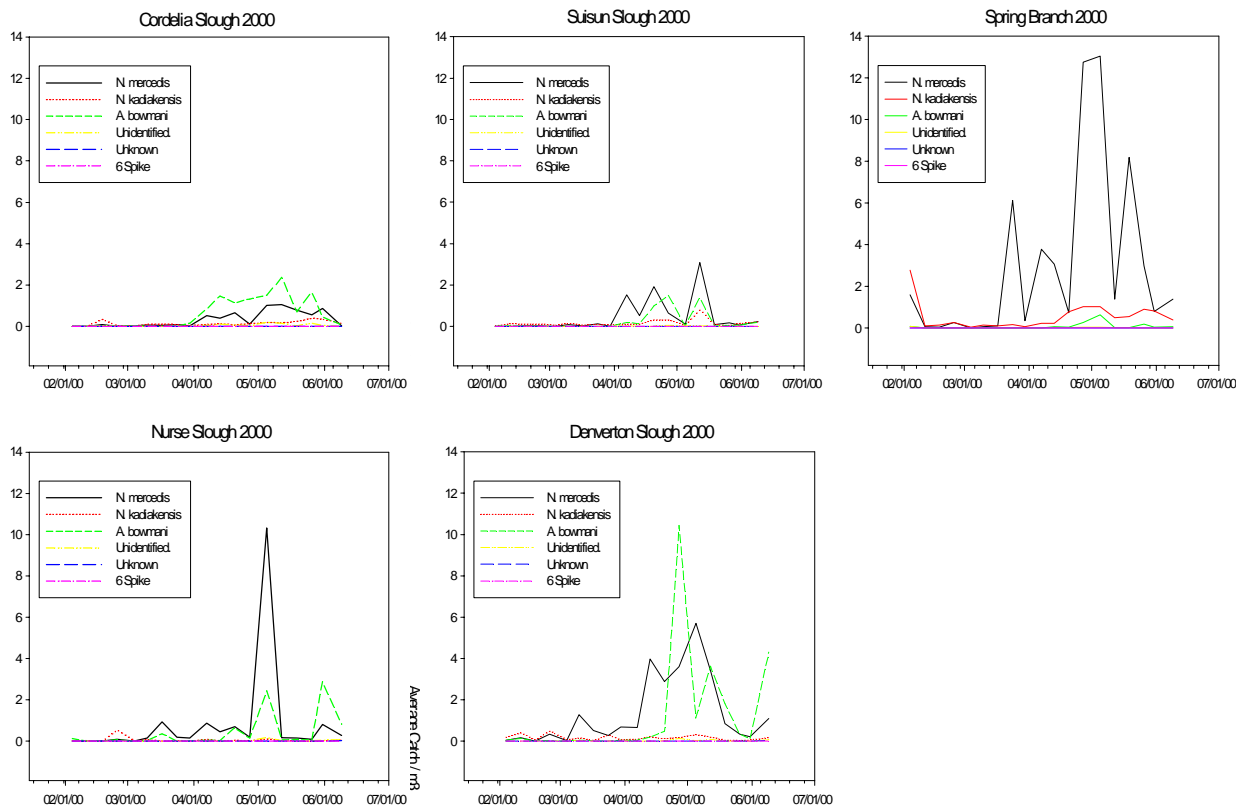 Cordelia Slough 2000
14
12
10
8
6
4
2
0
N. mercedis
N. kadiakensis
A. bowmani
Unidentified.
Unknown
6 Spike
02/01/00 03/01/00 04/01/00 05/01/00 06/01/00 07/01/00
Suisun Slough 2000
14
12
10
8
6
4
2
0
N. mercedis
N. kadiakensis
A. bowmani
Unidentified.
Unknown
6 Spike
02/01/00 03/01/00 04/01/00 05/01/00 06/01/00 07/01/00
Spring Branch 2000
14
12
10
8
6
4
2
0
N. mercedis
N. kadiakensis
A. bowmani
Unidentified.
Unknown
6 Spike
02/01/00 03/01/00 04/01/00 05/01/00 06/01/00 07/01/00
Nurse Slough 2000
14
12
10
8
6
4
2
0
N. mercedis
N. kadiakensis
A. bowmani
Unidentified.
Unknown
6 Spike
02/01/00 03/01/00 04/01/00 05/01/00 06/01/00 07/01/00
Denverton Slough 2000
Average Catch / m3
14
12
10
8
6
4
2
0
N. mercedis
N. kadiakensis
A. bowmani
Unidentified.
Unknown
6 Spike
02/01/00 03/01/00 04/01/00 05/01/00 06/01/00 07/01/00